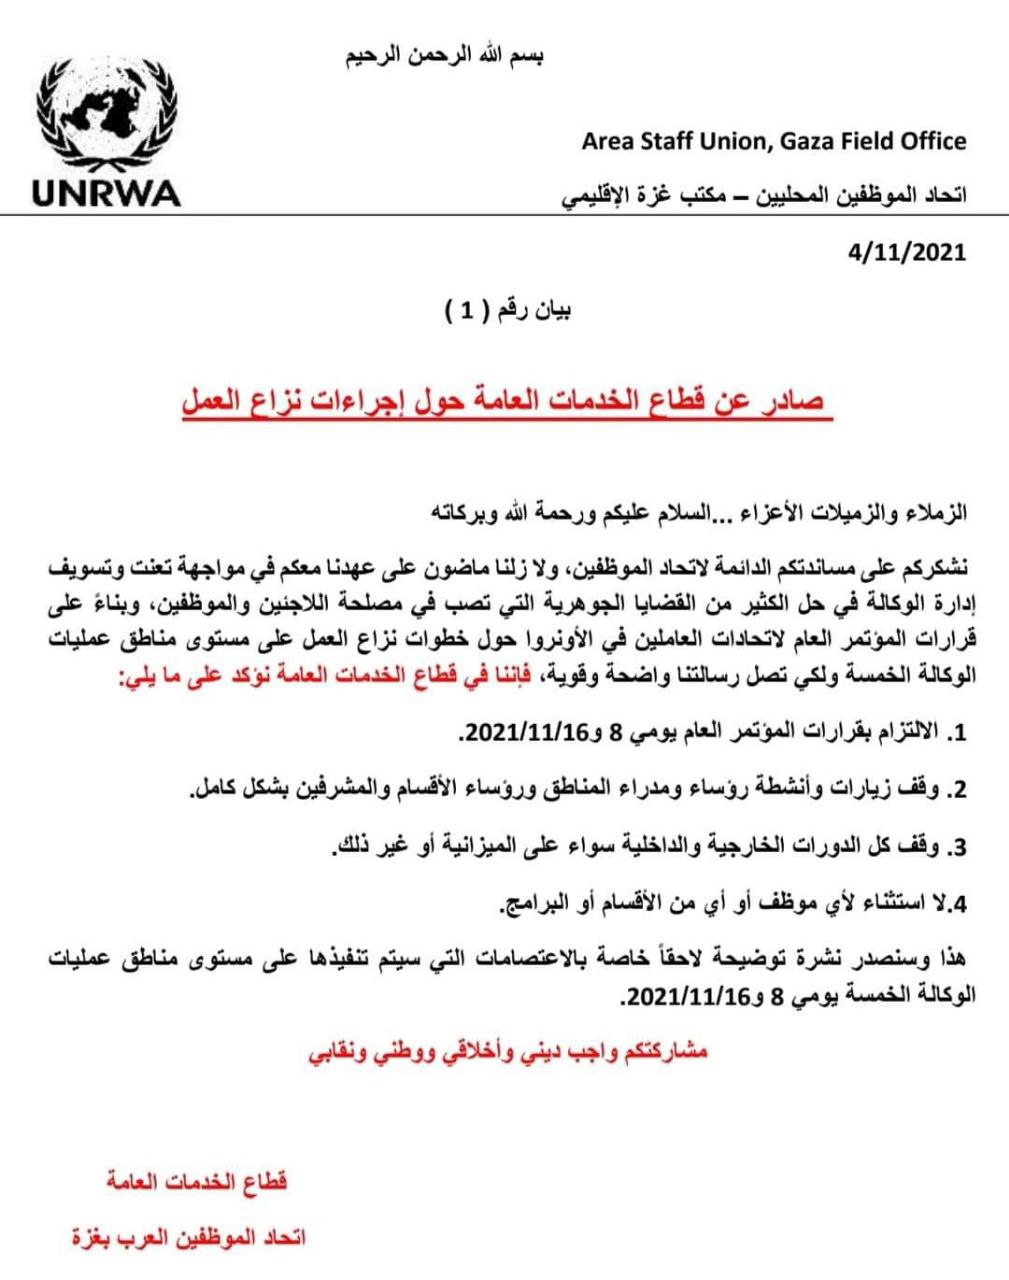 بسم الله الرحمن الرحيم
UNRWA
Area Staff Union, Gaza Field Office
اتحاد الموظفين المحليين – مكتب غزة الإقليمي
4/11/2021
بيان رقم ( 1 )
صادر عن قطاع الخدمات العامة حول إجراءات نزاع العمل
الزملاء والزميلات الأعزاء ...السلام عليكم ورحمة الله وبركاته
نشكركم على مساندتكم الدائمة لاتحاد الموظفين، ولا زلنا ماضون على عهدنا معكم في مواجهة تعنت وتسويف
إدارة الوكالة في حل الكثير من القضايا الجوهرية التي تصب في مصلحة اللاجئين والموظفين، وبناءً على
قرارات المؤتمر العام لاتحادات العاملين في الأونروا حول خطوات نزاع العمل على مستوى مناطق عمليات
الوكالة الخمسة ولكي تصل رسالتنا واضحة وقوية، فإننا في قطاع الخدمات العامة نؤكد على ما يلي:
1. الالتزام بقرارات المؤتمر العام يومي 8 و2021/11/16.
2. وقف زيارات وأنشطة رؤساء ومدراء المناطق ورؤساء الأقسام والمشرفين بشكل كامل.
3. وقف كل الدورات الخارجية والداخلية سواء على الميزانية أو غير ذلك.
4.لا استثناء لأي موظف أو أي من الأقسام أو البرامج.
هذا وسنصدر نشرة توضيحة لاحقاً خاصة بالاعتصامات التي سيتم تنفيذها على مستوى مناطق عمليات
الوكالة الخمسة يومي 8 و2021/11/16.
مشاركتكم واجب ديني وأخلاقي ووطني ونقابي
قطاع الخدمات العامة
اتحاد الموظفين العرب بغزة